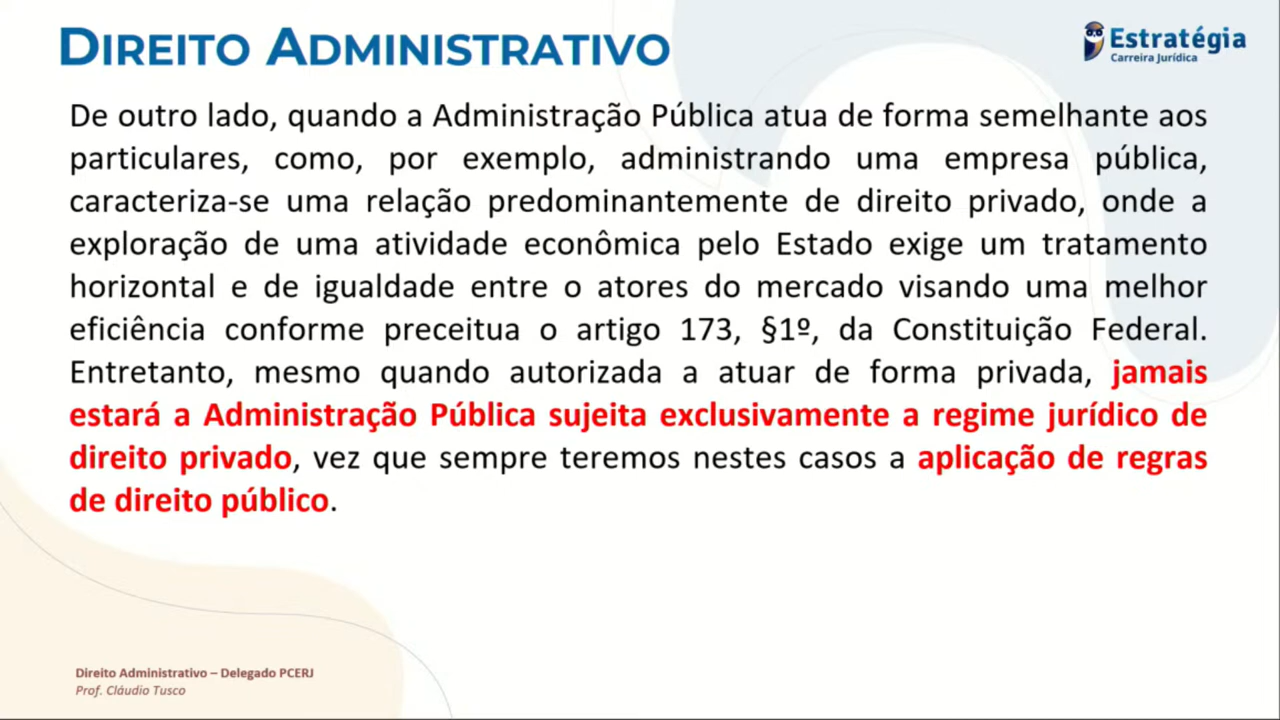 DIREITO ADMINISTRATIVO
Estratégia
Carreira Jurídica
De outro lado, quando a Administração Pública atua de forma semelhante aos
particulares, como, por exemplo, administrando uma empresa pública,
caracteriza-se uma relação predominantemente de direito privado, onde a
exploração de uma atividade econômica pelo Estado exige um tratamento
horizontal e de igualdade entre o atores do mercado visando uma melhor
eficiência conforme preceitua o artigo 173, §1º, da Constituição Federal.
Entretanto, mesmo quando autorizada a atuar de forma privada, jamais
estará a Administração Pública sujeita exclusivamente a regime jurídico de
direito privado, vez que sempre teremos nestes casos a aplicação de regras
de direito público.
Direito Administrativo – Delegado PCERJ
Prof. Cláudio Tusco